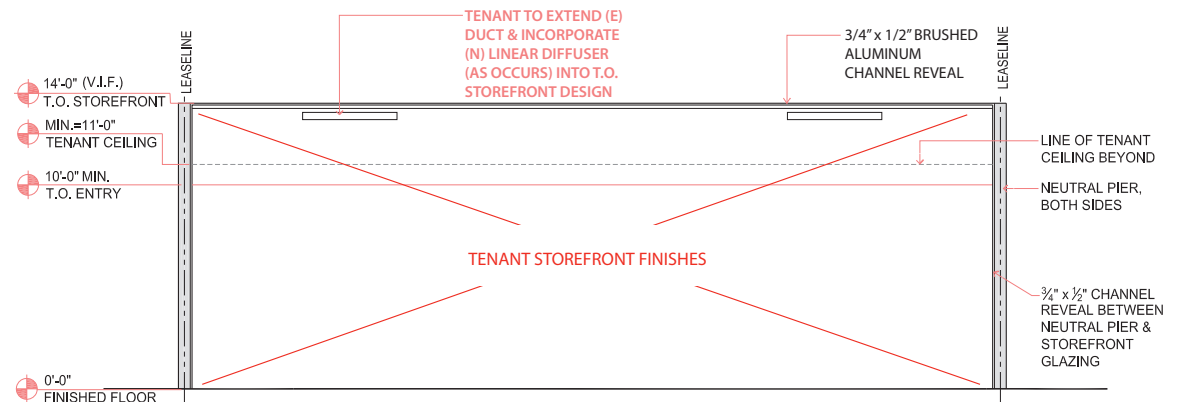 TENANT TO EXTEND (E)
DUCT & INCORPORATE
(N) LINEAR DIFFUSER
(AS OCCURS) INTO T.O.
STOREFRONT DESIGN
3/4" x 1/2" BRUSHED
ALUMINUM
CHANNEL REVEAL
LEASELINE
LEASELINE
14'-0" (V.I.F.)
T.O. STOREFRONT
MIN.=11'-0"
TENANT CEILING
10'-0" MIN.
T.O. ENTRY
LINE OF TENANT
CEILING BEYOND
NEUTRAL PIER,
BOTH SIDES
TENANT STOREFRONT FINISHES
¾" x ½" CHANNEL
REVEAL BETWEEN
NEUTRAL PIER &
STOREFRONT
GLAZING
0'-0"
FINISHED FLOOR